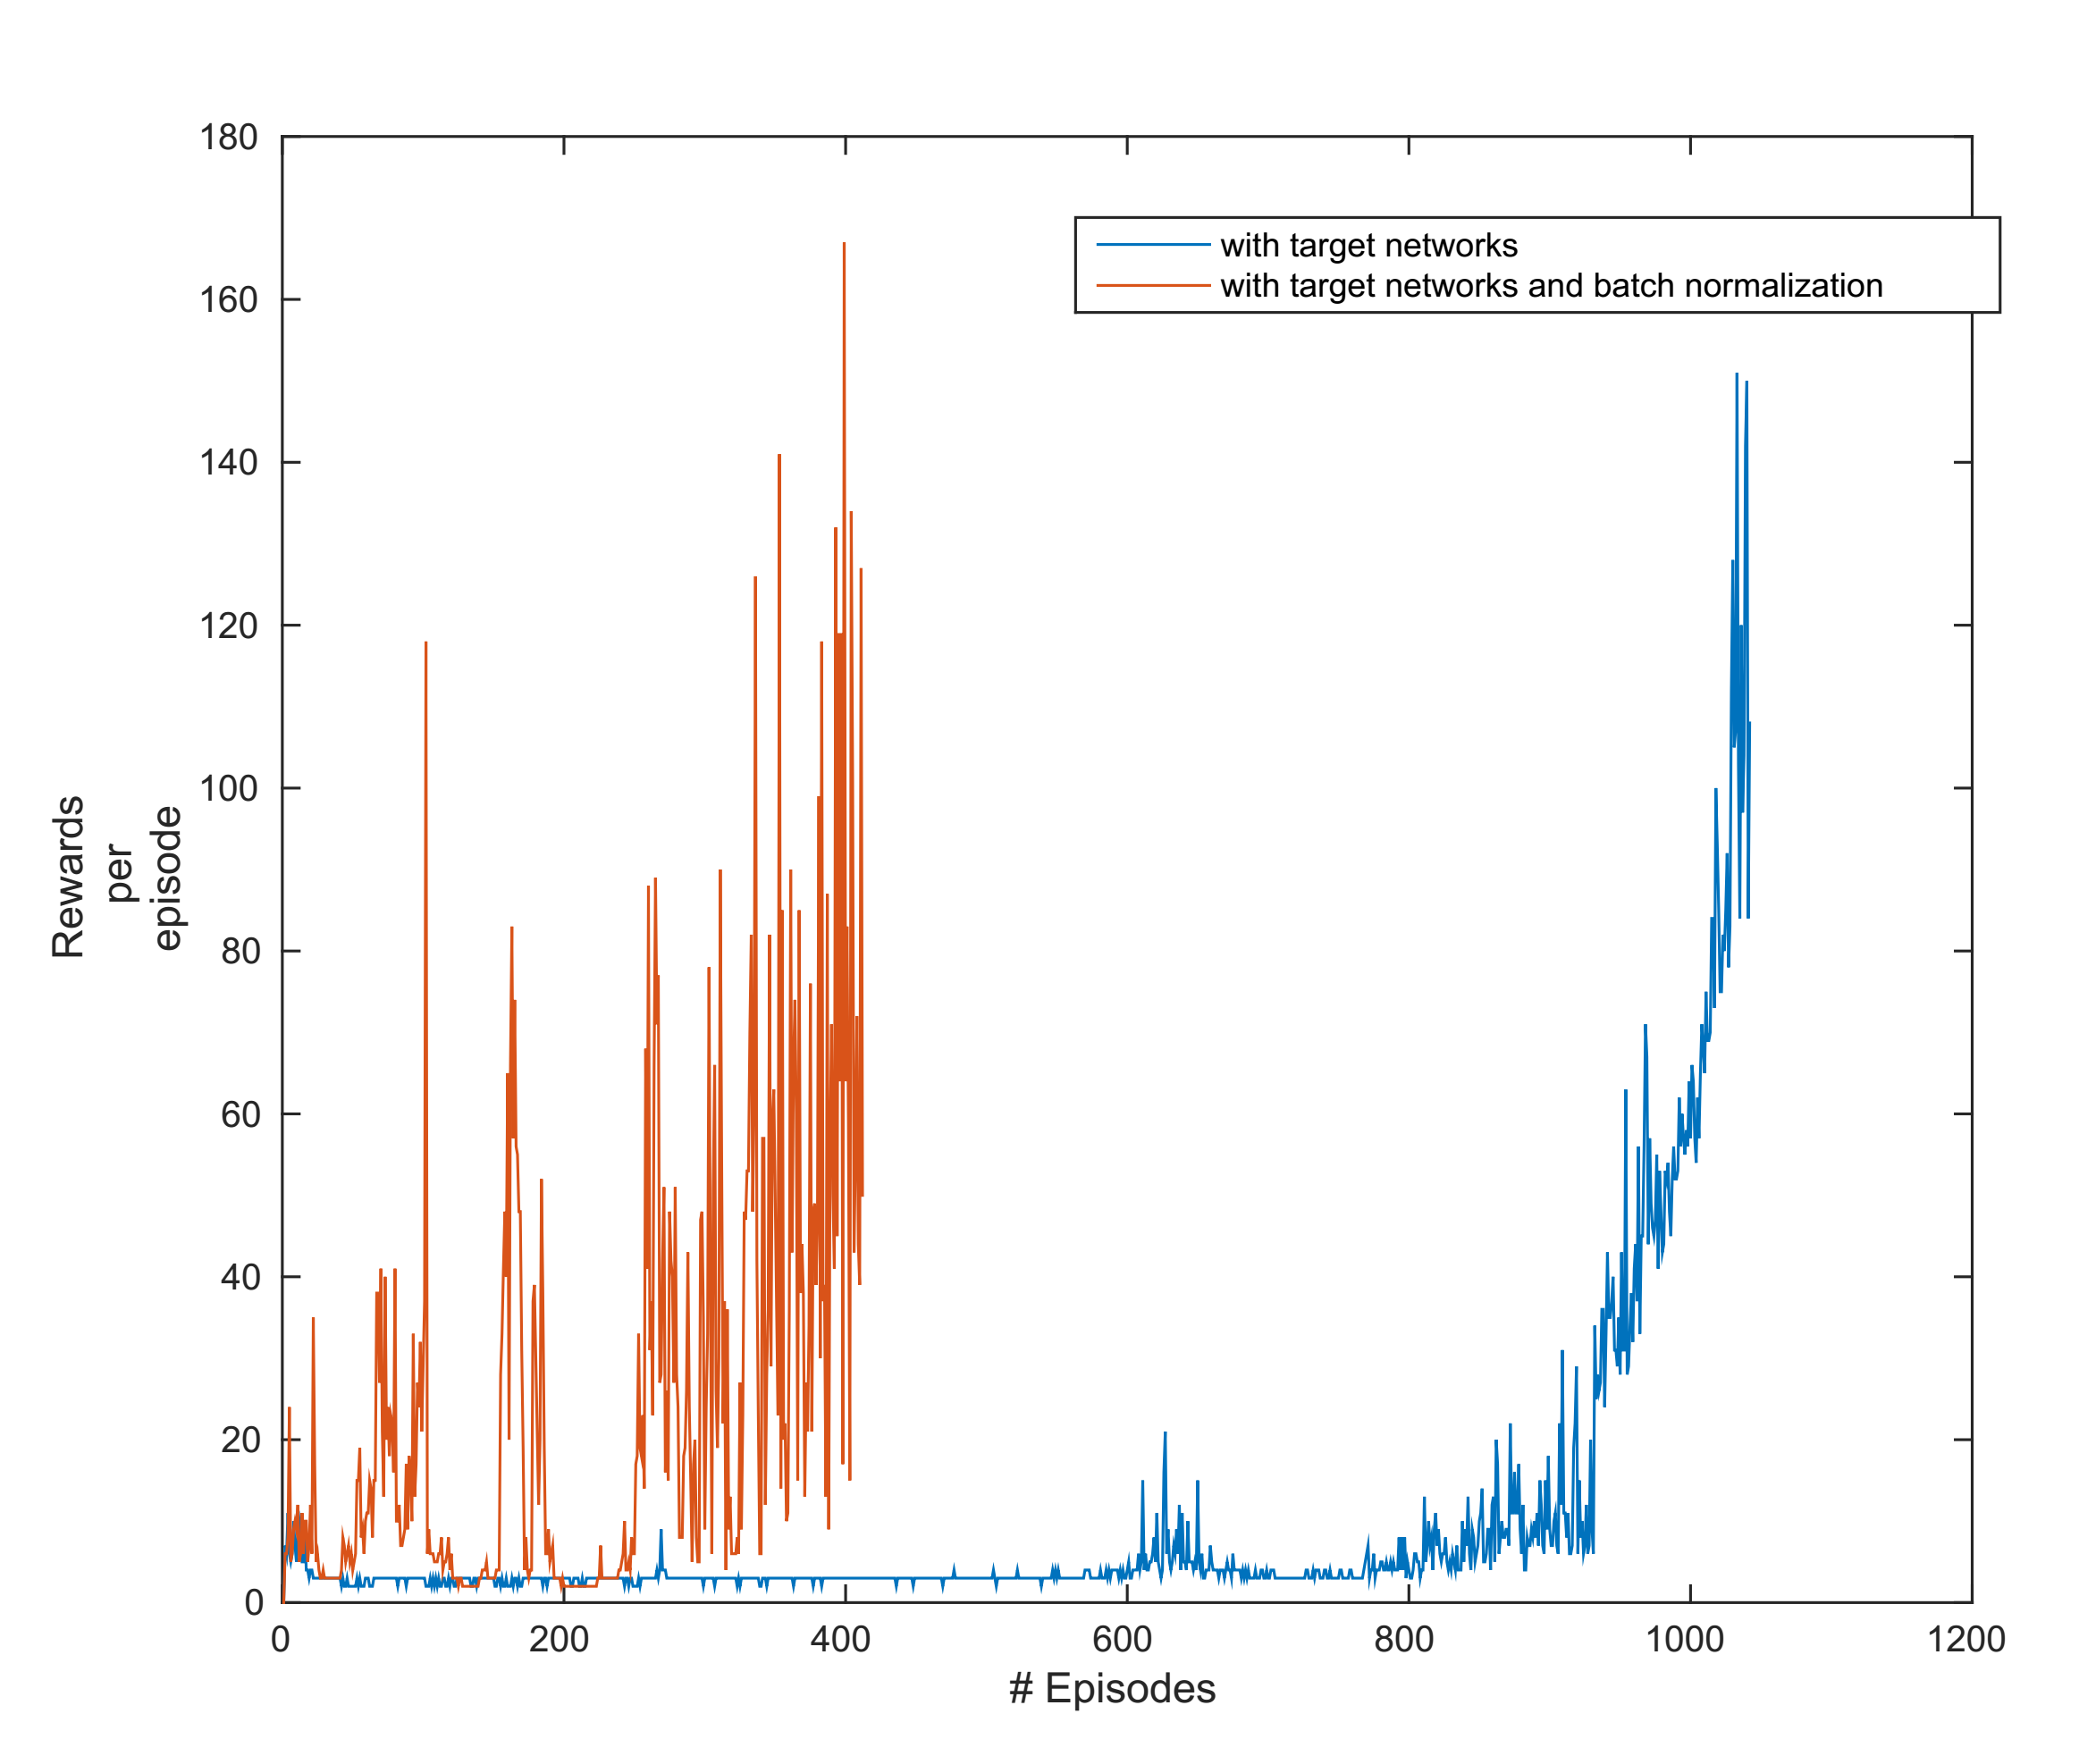 180
160
140
120
100
80
60
40
20
0
Rewards
per
episode
with target networks
with target networks and batch normalization
0 200 400 600 800 1000 1200
# Episodes